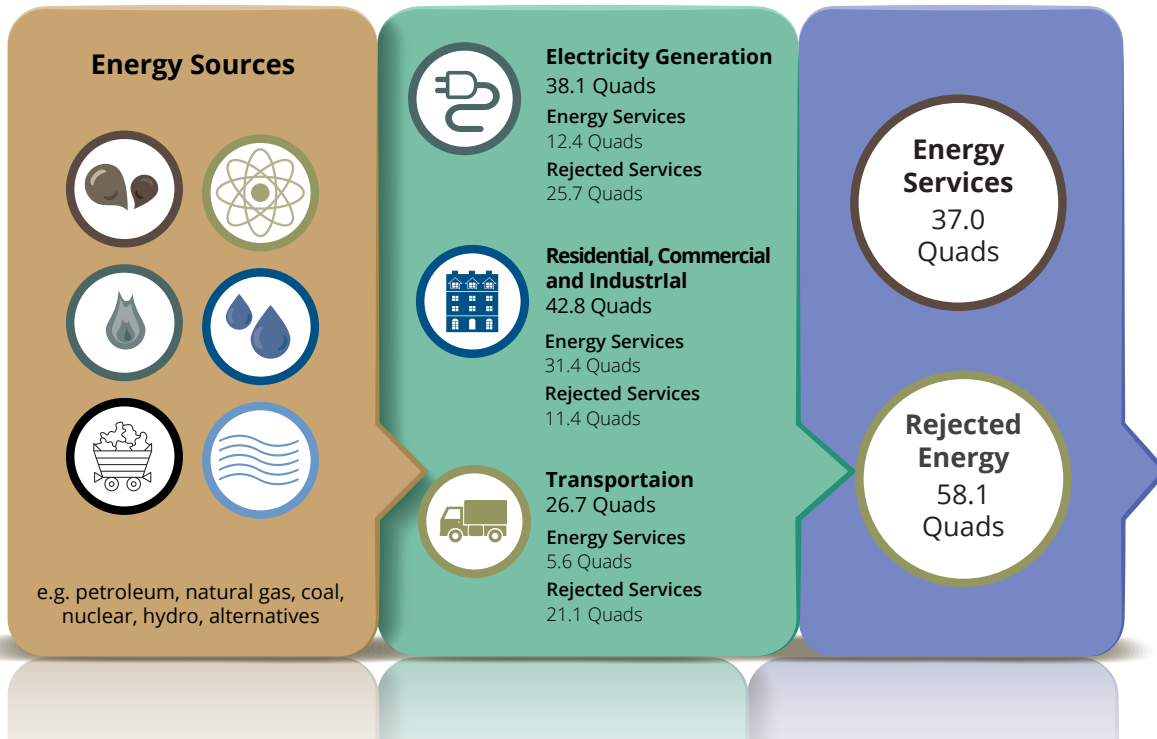 Energy Sources
e.g. petroleum, natural gas, coal,
nuclear, hydro, alternatives
Electricity Generation
38.1 Quads
Energy Services
12.4 Quads
Rejected Services
25.7 Quads
Residential, Commercial
and IndustrIal
42.8 Quads
Energy Services
31.4 Quads
Rejected Services
11.4 Quads
Transportaion
26.7 Quads
Energy Services
5.6 Quads
Rejected Services
21.1 Quads
Energy
Services
37.0
Quads
Rejected
Energy
58.1
Quads